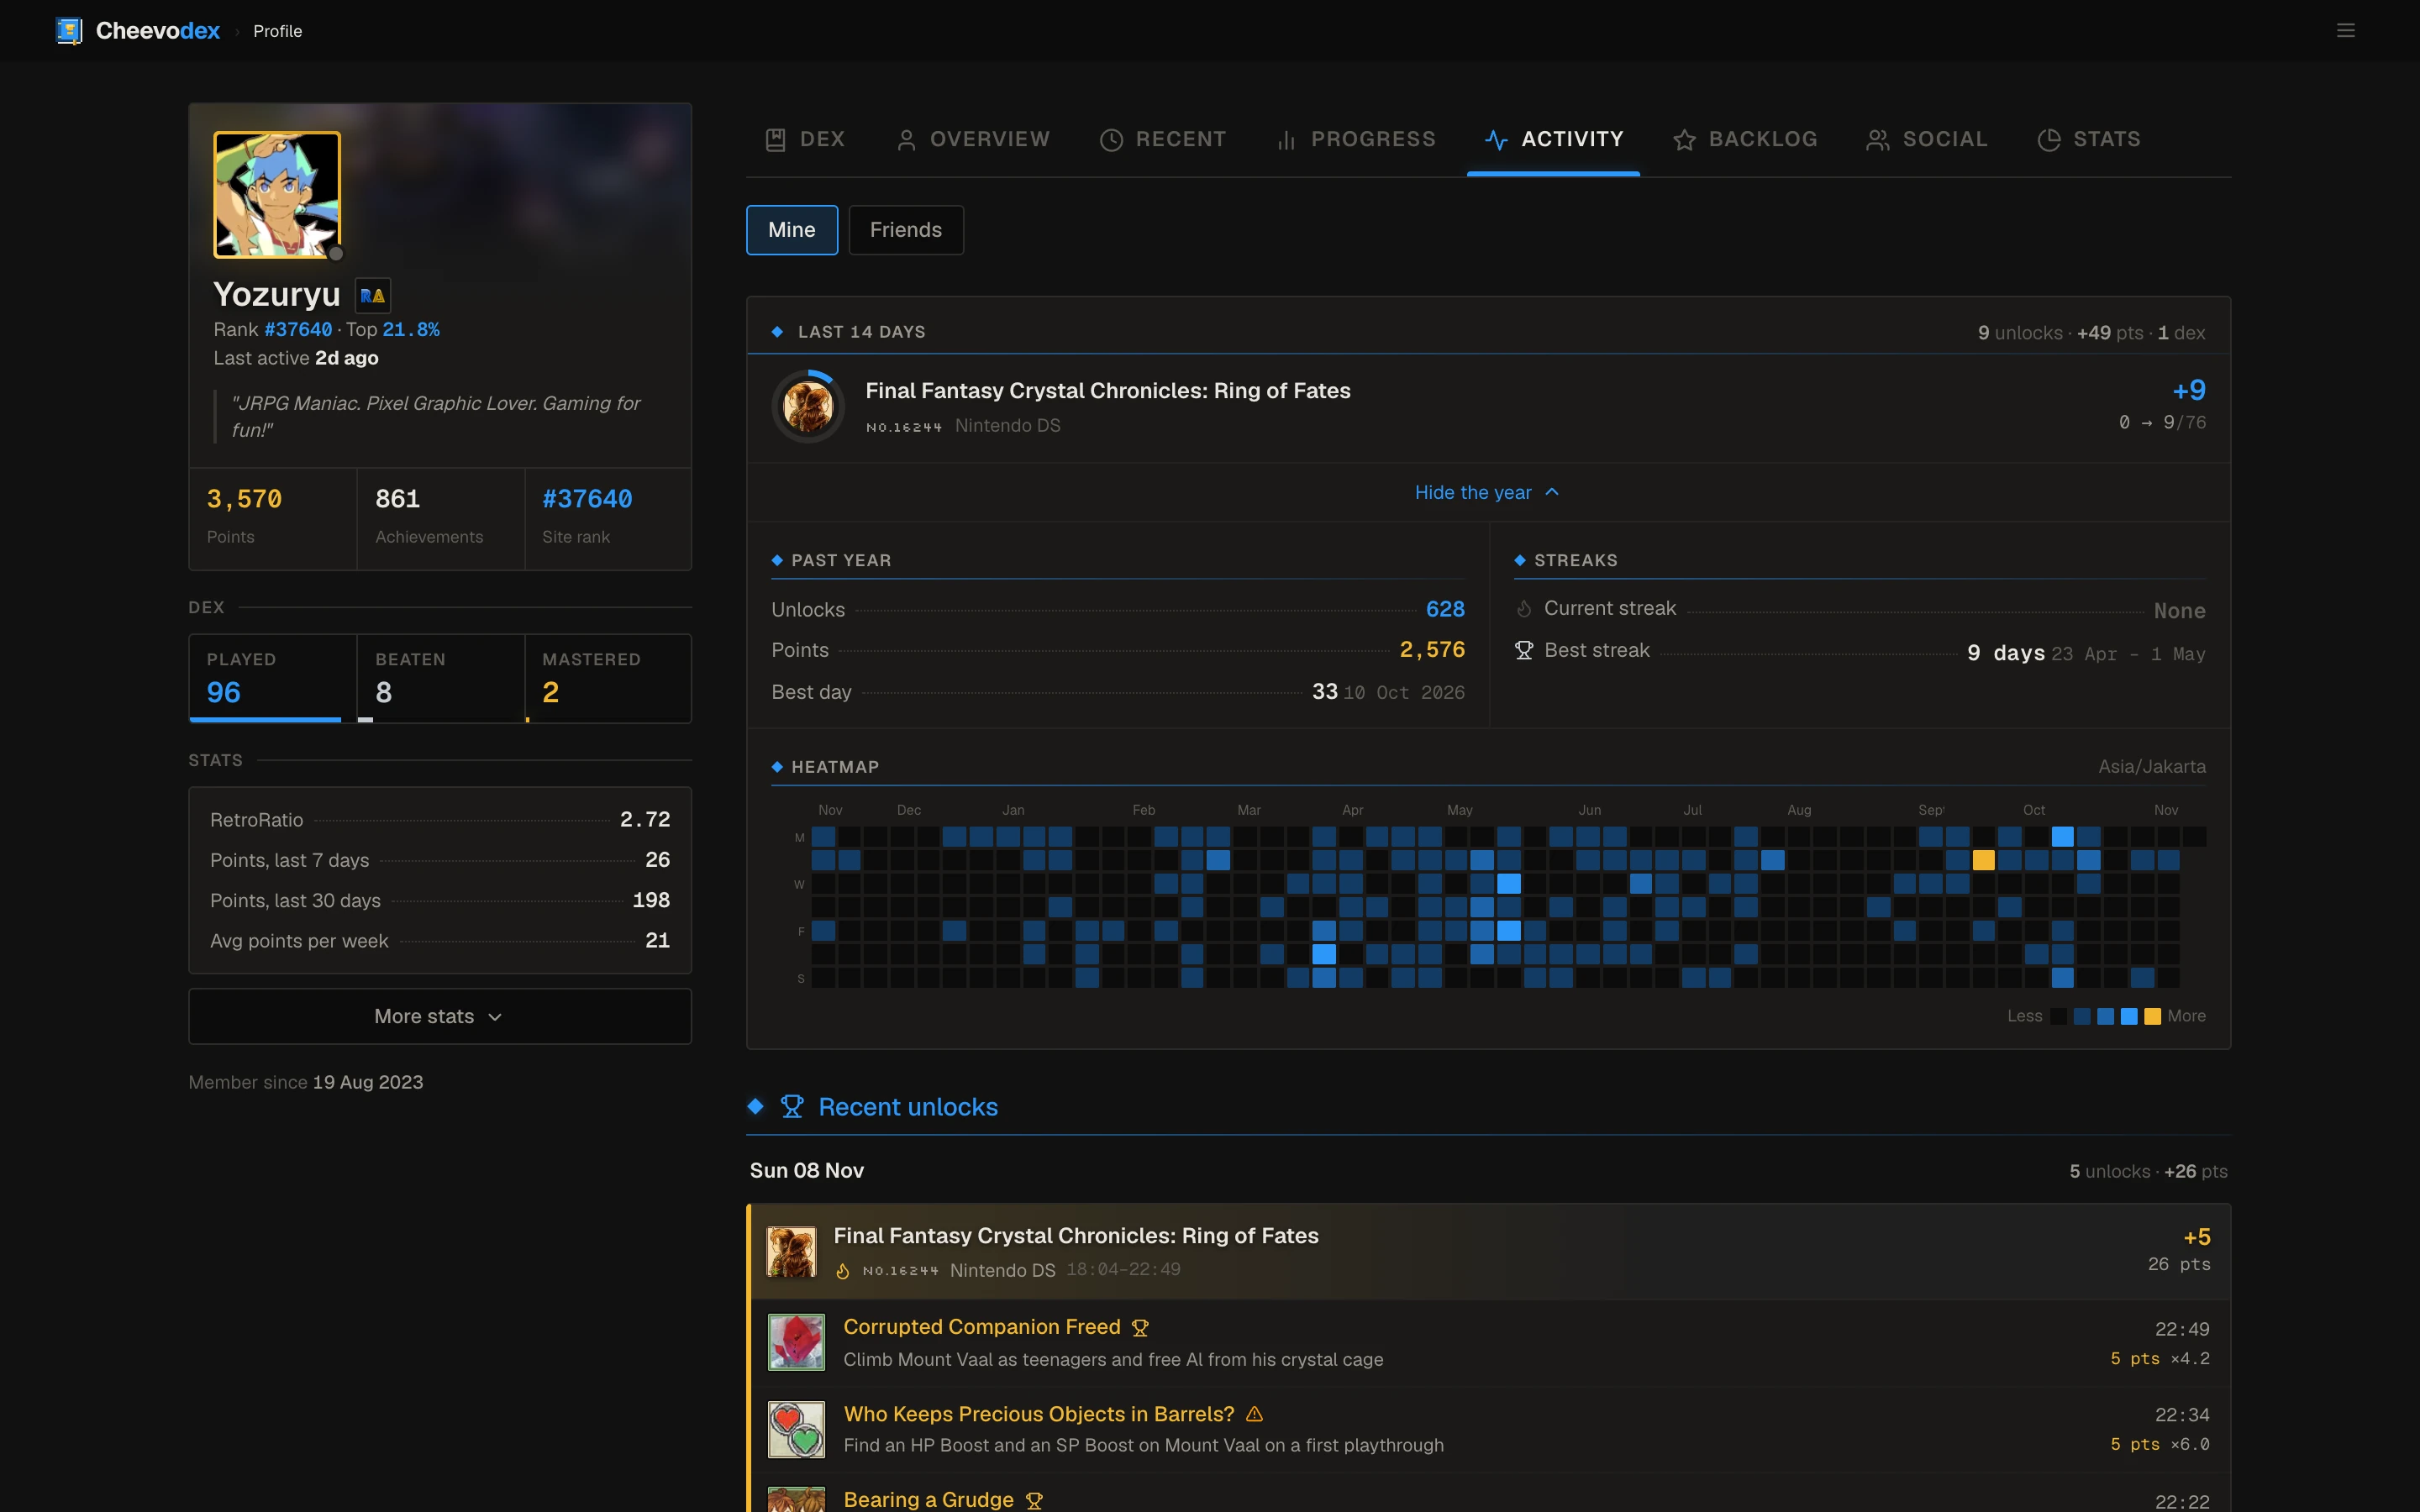 Cheevodex › Profile
DEX OVERVIEW RECENT PROGRESS ACTIVITY BACKLOG SOCIAL STATS
Yozuryu RA
Rank #37640 · Top 21.8%
Last active 2d ago
"JRPG Maniac. Pixel Graphic Lover. Gaming for
fun!"
3,570 861 #37640
Points Achievements Site rank
DEX
PLAYED BEATEN MASTERED
96 8 2
STATS
RetroRatio 2.72
Points, last 7 days 26
Points, last 30 days 198
Avg points per week 21
More stats
Member since 19 Aug 2023
Mine Friends
LAST 14 DAYS 9 unlocks · +49 pts · 1 dex
Final Fantasy Crystal Chronicles: Ring of Fates +9
NO.16244 Nintendo DS 0 → 9/76
Hide the year
PAST YEAR
Unlocks 628
Points 2,576
Best day 33 10 Oct 2026
STREAKS
Current streak None
Best streak 9 days 23 Apr – 1 May
HEATMAP Asia/Jakarta
Nov Dec Jan Feb Mar Apr May Jun Jul Aug Sep Oct Nov
M
W
F
S
Less More
Recent unlocks
Sun 08 Nov 5 unlocks · +26 pts
Final Fantasy Crystal Chronicles: Ring of Fates +5
NO.16244 Nintendo DS 18:04–22:49 26 pts
Corrupted Companion Freed 22:49
Climb Mount Vaal as teenagers and free Al from his crystal cage 5 pts ×4.2
Who Keeps Precious Objects in Barrels? 22:34
Find an HP Boost and an SP Boost on Mount Vaal on a first playthrough 5 pts ×6.0
Bearing a Grudge 22:22